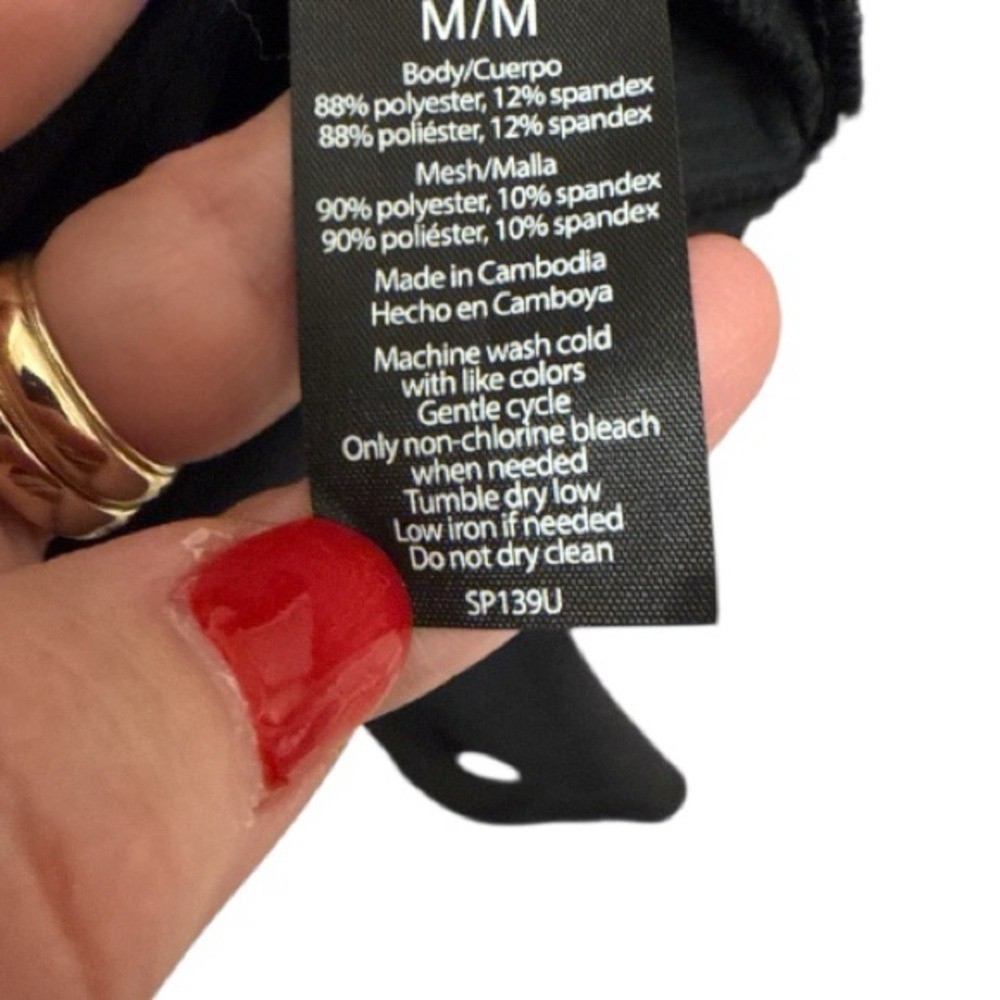 M/M
Body/Cuerpo
88% polyester, 12% spandex
88% poliéster, 12% spandex
Mesh/Malla
90% polyester, 10% spandex
90% poliéster, 10% spandex
Made in Cambodia
Hecho en Camboya
Machine wash cold
with like colors
Gentle cycle
Only non-chlorine bleach
when needed
Tumble dry low
Low iron if needed
Do not dry clean
SP139U